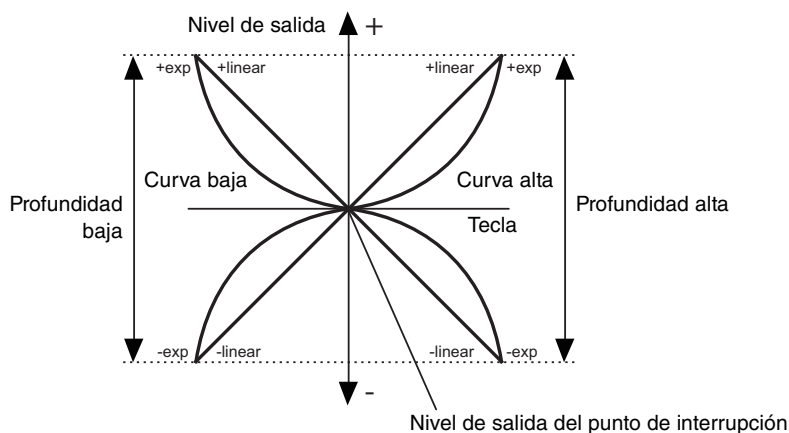 Nivel de salida
+
+exp
+linear
+linear
+exp
Curva baja
Curva alta
Profundidad
baja
Profundidad alta
Tecla
-exp
-linear
-linear
-exp
-
Nivel de salida del punto de interrupción